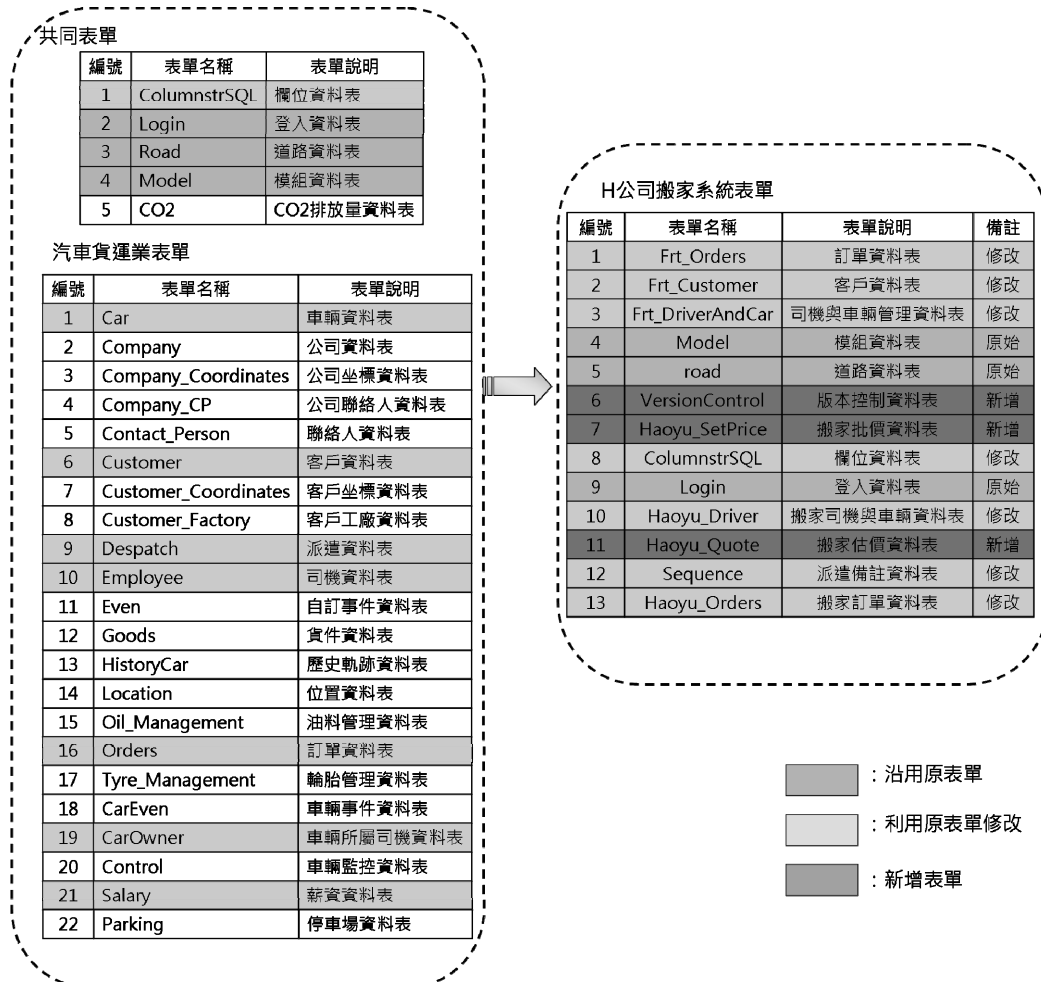 共同表單
編號 表單名稱 表單說明
1 ColumnstrSQL 欄位資料表
2 Login 登入資料表
3 Road 道路資料表
4 Model 模組資料表
5 CO2 CO2排放量資料表
汽車貨運業表單
編號 表單名稱 表單說明
1 Car 車輛資料表
2 Company 公司資料表
3 Company_Coordinates 公司坐標資料表
4 Company_CP 公司聯絡人資料表
5 Contact_Person 聯絡人資料表
6 Customer 客戶資料表
7 Customer_Coordinates 客戶坐標資料表
8 Customer_Factory 客戶工廠資料表
9 Despatch 派遣資料表
10 Employee 司機資料表
11 Even 自訂事件資料表
12 Goods 貨件資料表
13 HistoryCar 歷史軌跡資料表
14 Location 位置資料表
15 Oil_Management 油料管理資料表
16 Orders 訂單資料表
17 Tyre_Management 輪胎管理資料表
18 CarEven 車輛事件資料表
19 CarOwner 車輛所屬司機資料表
20 Control 車輛監控資料表
21 Salary 薪資資料表
22 Parking 停車場資料表
H公司搬家系統表單
編號 表單名稱 表單說明 備註
1 Frt_Orders 訂單資料表 修改
2 Frt_Customer 客戶資料表 修改
3 Frt_DriverAndCar 司機與車輛管理資料表 修改
4 Model 模組資料表 原始
5 road 道路資料表 原始
6 VersionControl 版本控制資料表 新增
7 Haoyu_SetPrice 搬家批價資料表 新增
8 ColumnstrSQL 欄位資料表 修改
9 Login 登入資料表 原始
10 Haoyu_Driver 搬家司機與車輛資料表 修改
11 Haoyu_Quote 搬家估價資料表 新增
12 Sequence 派遣備註資料表 修改
13 Haoyu_Orders 搬家訂單資料表 修改
：沿用原表單
：利用原表單修改
：新增表單